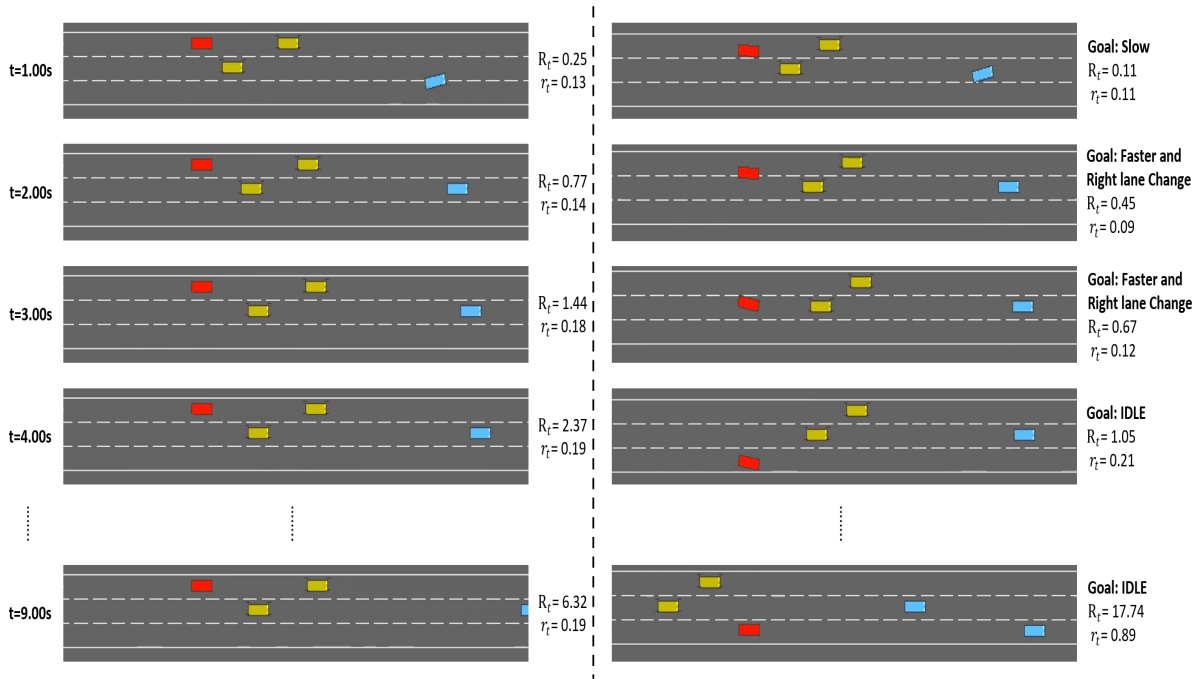 t=1.00s
R_t = 0.25
r_t = 0.13
Goal: Slow
R_t = 0.11
r_t = 0.11
t=2.00s
R_t = 0.77
r_t = 0.14
Goal: Faster and
Right lane Change
R_t = 0.45
r_t = 0.09
t=3.00s
R_t = 1.44
r_t = 0.18
Goal: Faster and
Right lane Change
R_t = 0.67
r_t = 0.12
t=4.00s
R_t = 2.37
r_t = 0.19
Goal: IDLE
R_t = 1.05
r_t = 0.21
t=9.00s
R_t = 6.32
r_t = 0.19
Goal: IDLE
R_t = 17.74
r_t = 0.89